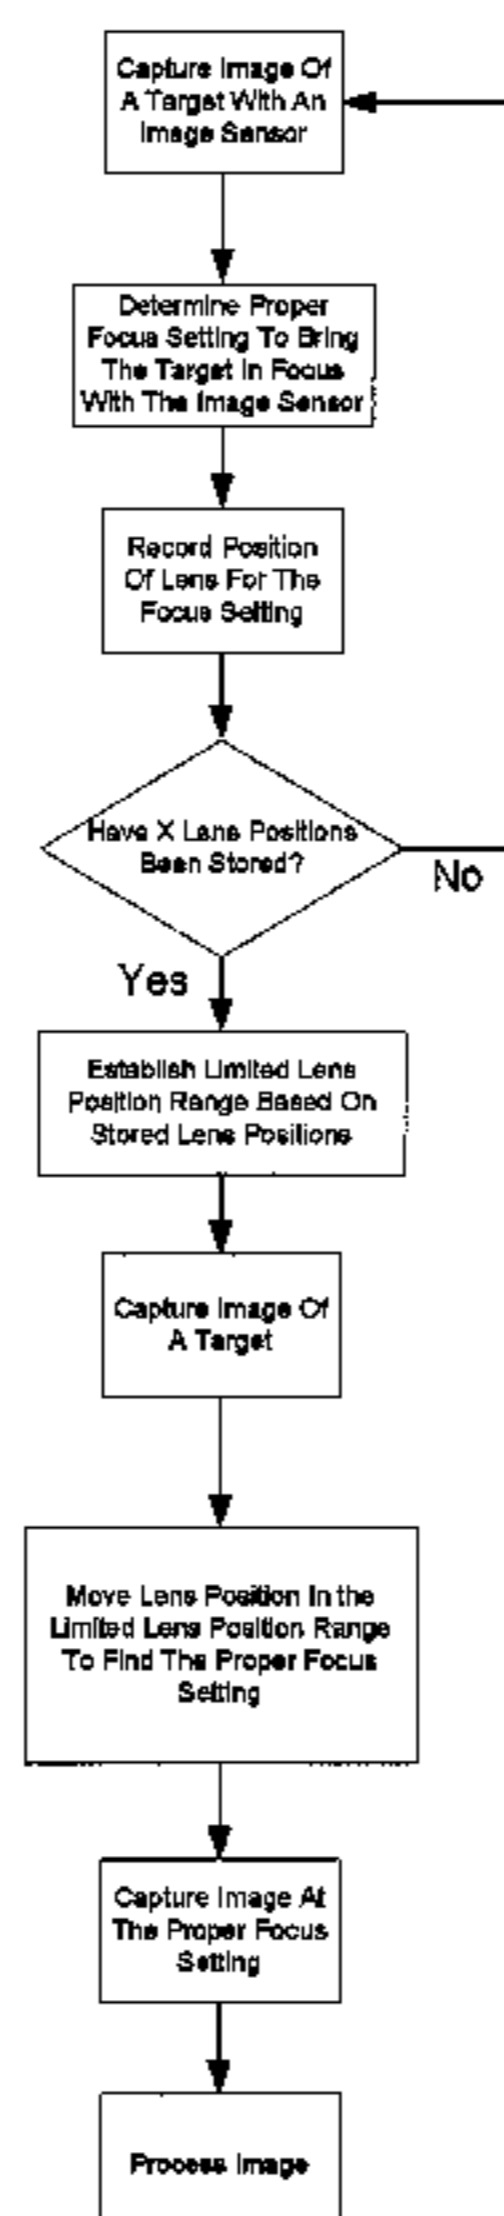 Capture Image Of
A Target With An
Image Sensor
Determine Proper
Focus Setting To Bring
The Target In Focus
With The Image Sensor
Record Position
Of Lens For The
Focus Setting
Have X Lens Positions
Been Stored?
No
Yes
Establish Limited Lens
Position Range Based On
Stored Lens Positions
Capture Image Of
A Target
Move Lens Position In the
Limited Lens Position Range
To Find The Proper Focus
Setting
Capture Image At
The Proper Focus
Setting
Process Image